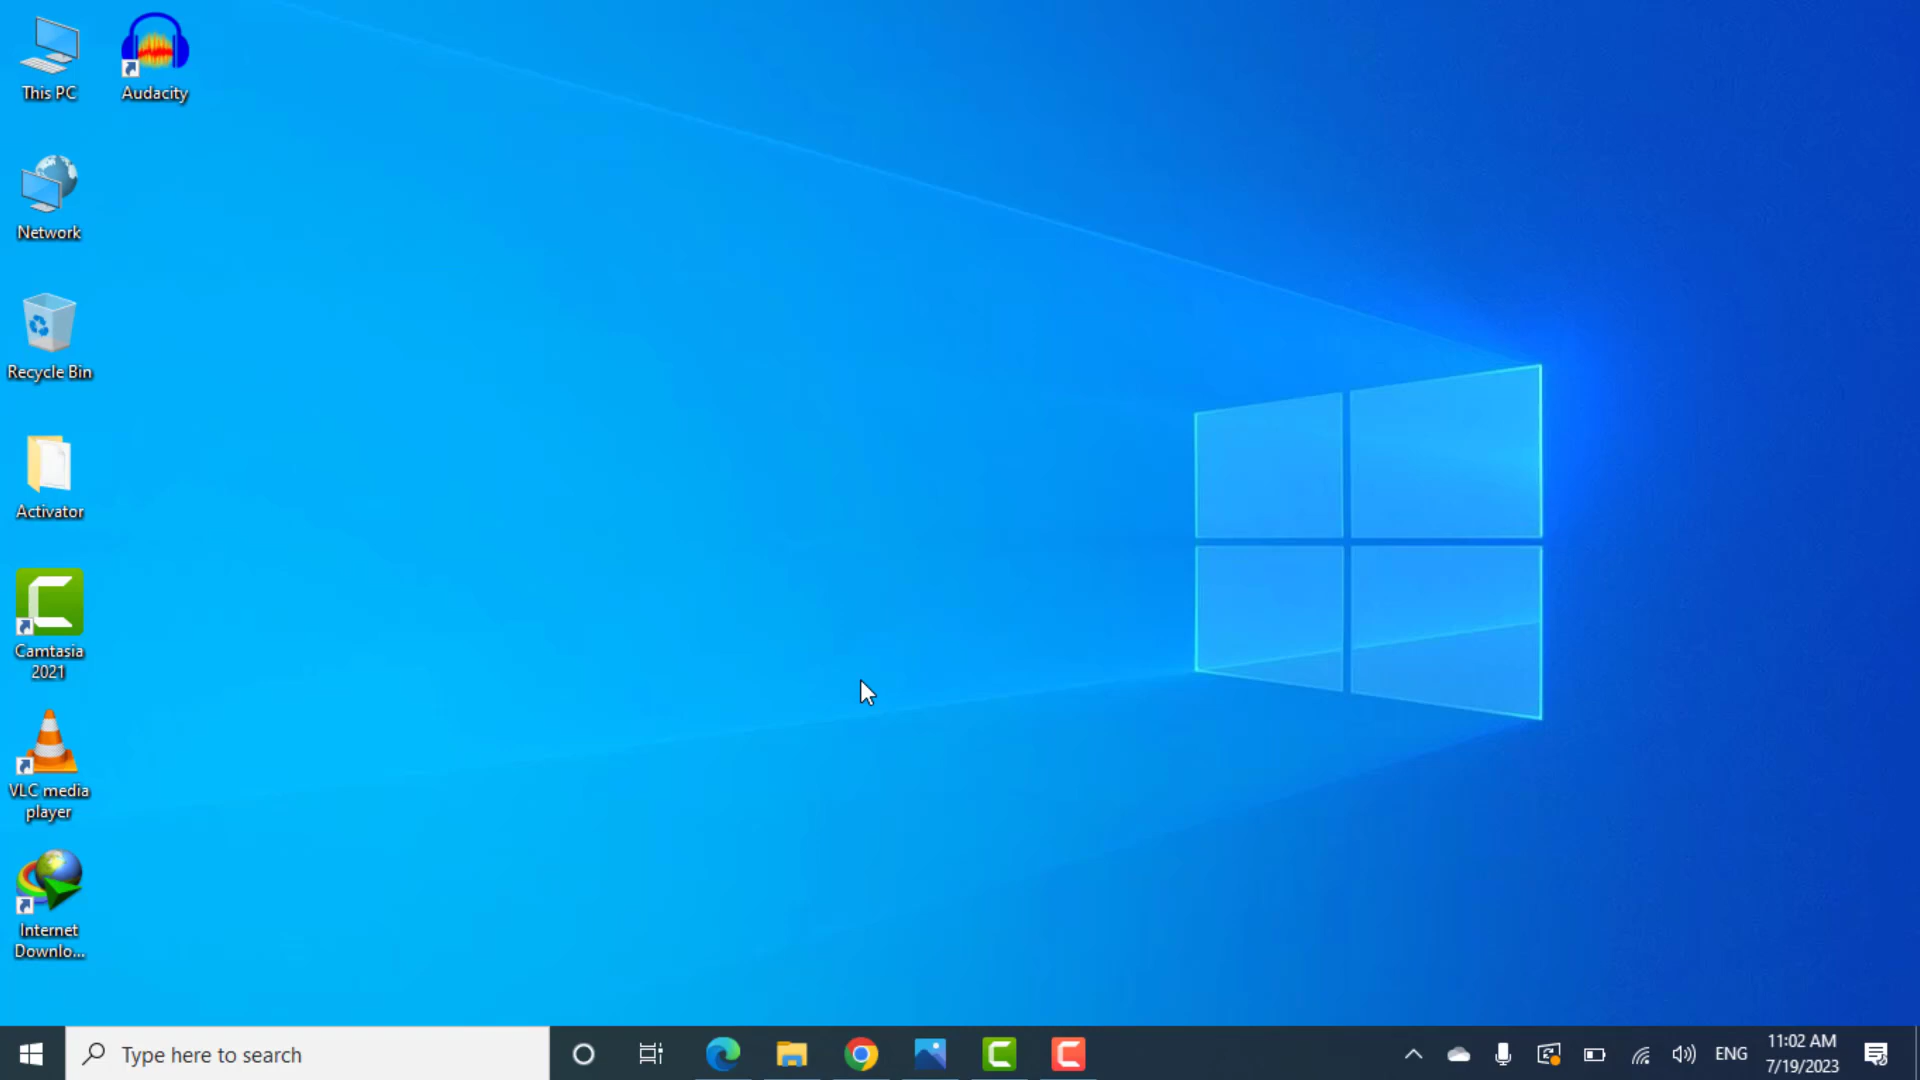 This PC
Audacity
Network
Recycle Bin
Activator
Camtasia
2021
VLC media
player
Internet
Downlo...
Type here to search
ENG
11:02 AM
7/19/2023